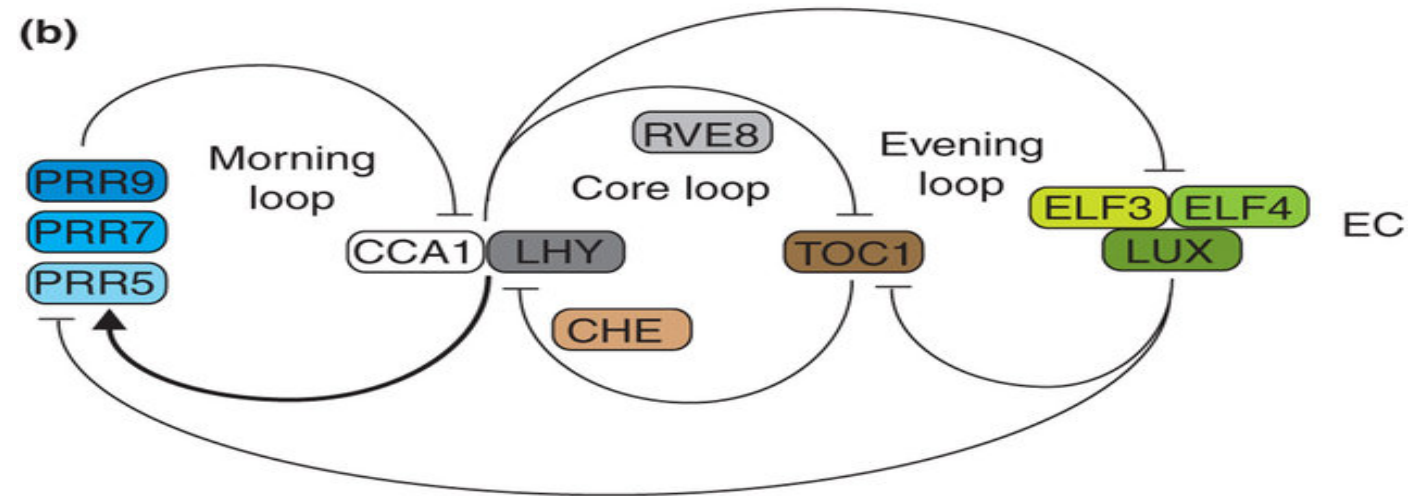 (b)
PRR9
PRR7
PRR5
Morning
loop
CCA1
LHY
RVE8
Core loop
CHE
TOC1
Evening
loop
ELF3
ELF4
LUX
EC